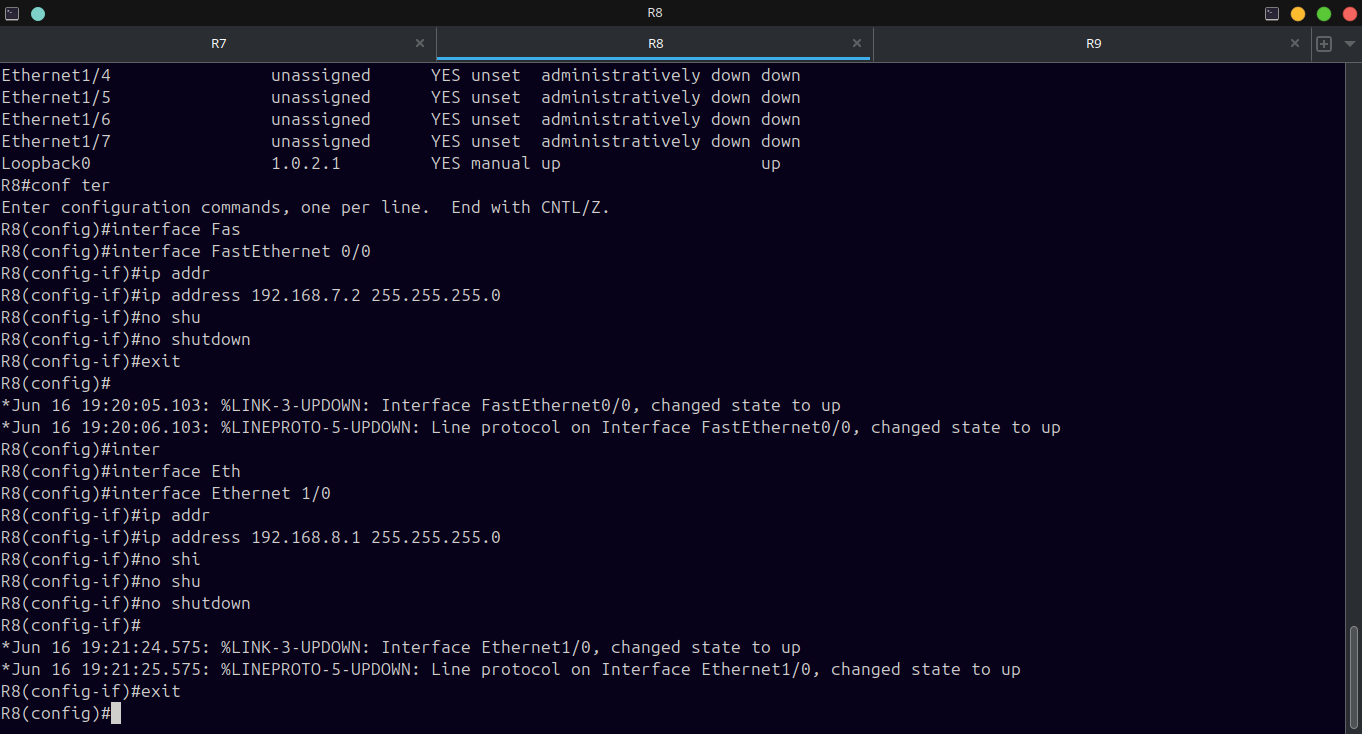 R8
R7
R8
R9
Ethernet1/4                unassigned      YES unset  administratively down down
Ethernet1/5                unassigned      YES unset  administratively down down
Ethernet1/6                unassigned      YES unset  administratively down down
Ethernet1/7                unassigned      YES unset  administratively down down
Loopback0                  1.0.2.1         YES manual up                    up
R8#conf ter
Enter configuration commands, one per line.  End with CNTL/Z.
R8(config)#interface Fas
R8(config)#interface FastEthernet 0/0
R8(config-if)#ip addr
R8(config-if)#ip address 192.168.7.2 255.255.255.0
R8(config-if)#no shu
R8(config-if)#no shutdown
R8(config-if)#exit
R8(config)#
*Jun 16 19:20:05.103: %LINK-3-UPDOWN: Interface FastEthernet0/0, changed state to up
*Jun 16 19:20:06.103: %LINEPROTO-5-UPDOWN: Line protocol on Interface FastEthernet0/0, changed state to up
R8(config)#inter
R8(config)#interface Eth
R8(config)#interface Ethernet 1/0
R8(config-if)#ip addr
R8(config-if)#ip address 192.168.8.1 255.255.255.0
R8(config-if)#no shi
R8(config-if)#no shu
R8(config-if)#no shutdown
R8(config-if)#
*Jun 16 19:21:24.575: %LINK-3-UPDOWN: Interface Ethernet1/0, changed state to up
*Jun 16 19:21:25.575: %LINEPROTO-5-UPDOWN: Line protocol on Interface Ethernet1/0, changed state to up
R8(config-if)#exit
R8(config)#